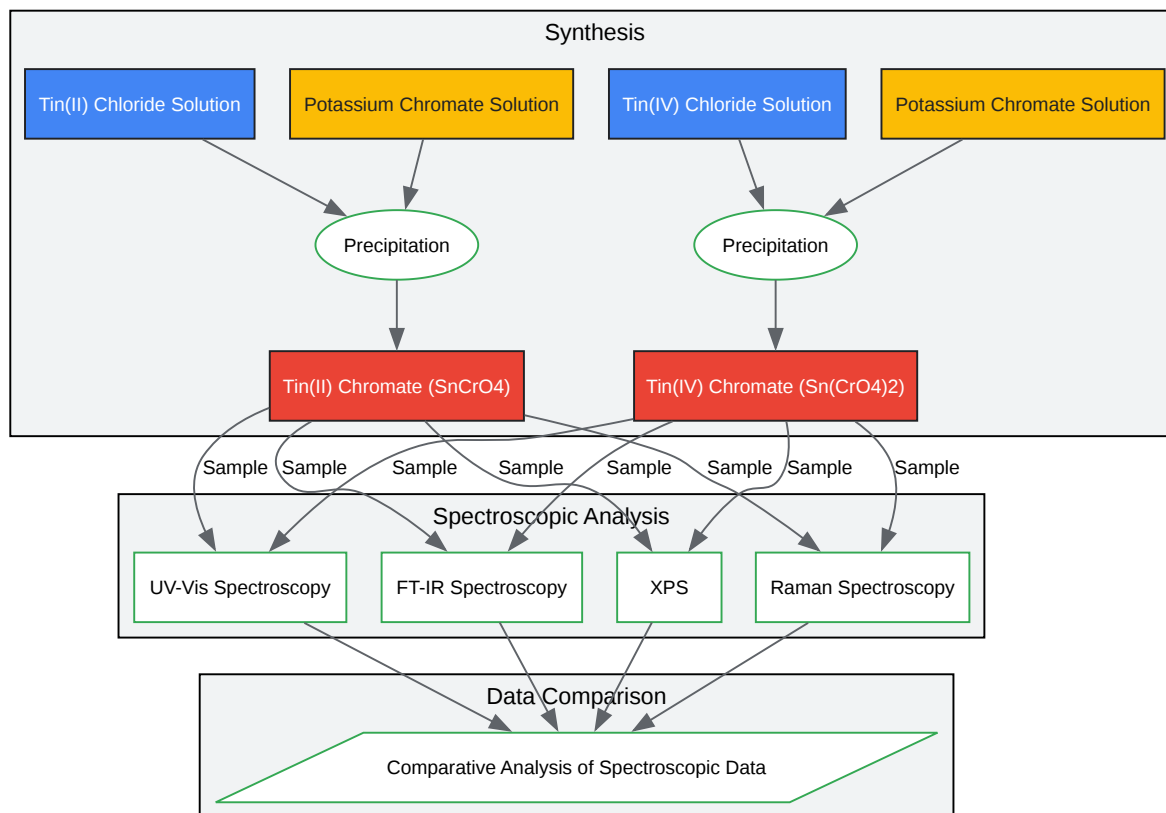 Synthesis
Tin(II) Chloride Solution
Potassium Chromate Solution
Tin(IV) Chloride Solution
Potassium Chromate Solution
Precipitation
Precipitation
Tin(II) Chromate (SnCrO4)
Tin(IV) Chromate (Sn(CrO4)2)
Sample
Sample
Sample
Sample
Sample
Sample
Sample
Sample
Spectroscopic Analysis
UV-Vis Spectroscopy
FT-IR Spectroscopy
XPS
Raman Spectroscopy
Data Comparison
Comparative Analysis of Spectroscopic Data